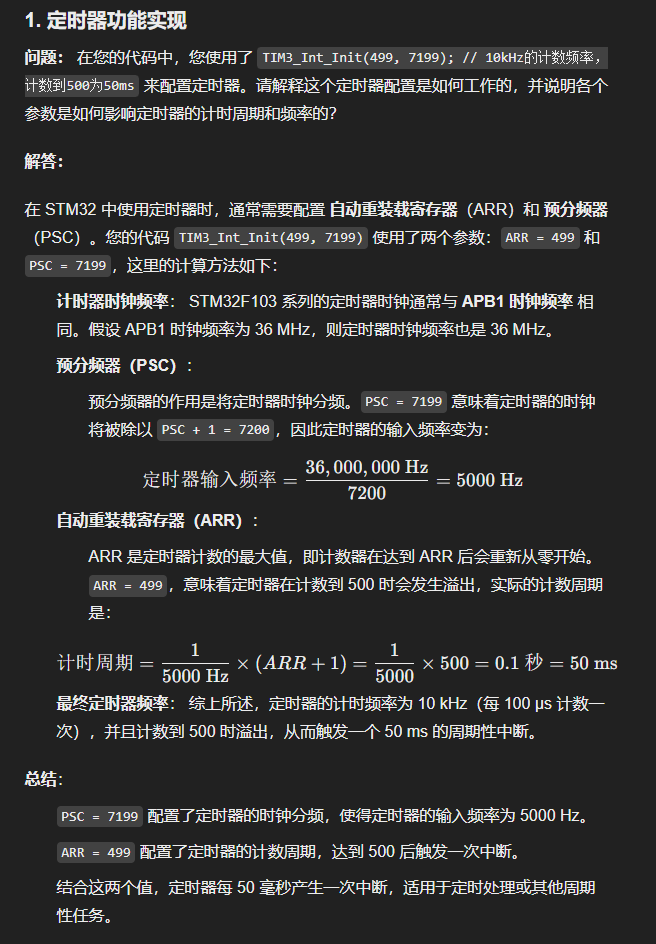 1. 定时器功能实现
问题： 在您的代码中，您使用了 TIM3_Int_Init(499, 7199); // 10kHz的计数频率，
计数到500为50ms 来配置定时器。请解释这个定时器配置是如何工作的，并说明各个
参数是如何影响定时器的计时周期和频率的？
解答：
在 STM32 中使用定时器时，通常需要配置 自动重装载寄存器（ARR）和 预分频器
（PSC）。您的代码 TIM3_Int_Init(499, 7199) 使用了两个参数： ARR = 499 和
PSC = 7199 ，这里的计算方法如下：
计时器时钟频率： STM32F103 系列的定时器时钟通常与 APB1 时钟频率 相
同。假设 APB1 时钟频率为 36 MHz，则定时器时钟频率也是 36 MHz。
预分频器（PSC）：
预分频器的作用是将定时器时钟分频。 PSC = 7199 意味着定时器的时钟
将被除以 PSC + 1 = 7200 ，因此定时器的输入频率变为：
定时器输入频率 = 36,000,000 Hz / 7200 = 5000 Hz
自动重装载寄存器（ARR）：
ARR 是定时器计数的最大值，即计数器在达到 ARR 后会重新从零开始。
ARR = 499 ，意味着定时器在计数到 500 时会发生溢出，实际的计数周期
是：
计时周期 = 1 / 5000 Hz × (ARR + 1) = 1 / 5000 × 500 = 0.1 秒 = 50 ms
最终定时器频率： 综上所述，定时器的计时频率为 10 kHz（每 100 µs 计数一
次），并且计数到 500 时溢出，从而触发一个 50 ms 的周期性中断。
总结：
PSC = 7199 配置了定时器的时钟分频，使得定时器的输入频率为 5000 Hz。
ARR = 499 配置了定时器的计数周期，达到 500 后触发一次中断。
结合这两个值，定时器每 50 毫秒产生一次中断，适用于定时处理或其他周期
性任务。